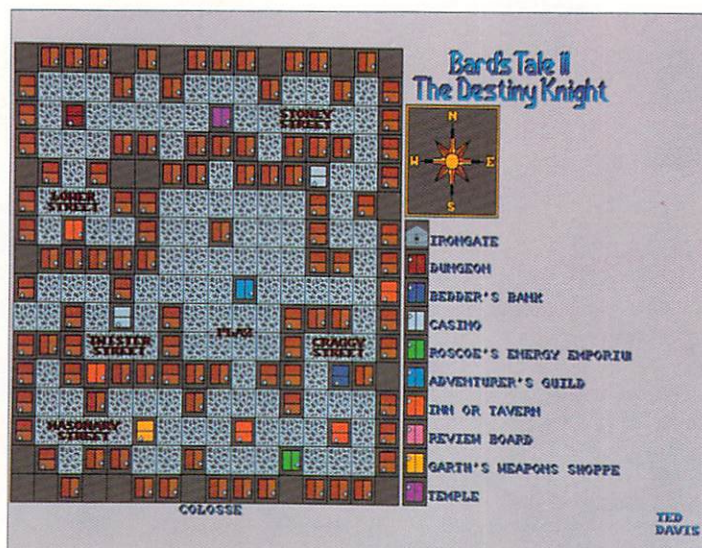 Bard's Tale II
The Destiny Knight
N
W E
S
STONEY
STREET
LOWER
STREET
PLAZ
TWESTER
STREET
CRAGGY
STREET
MASONARY
STREET
IRONGATE
DUNGEON
BEDDER'S BANK
CASINO
ROSCOE'S ENERGY EMPORIUM
ADVENTURER'S GUILD
INN OR TAVERN
REVIEW BOARD
GARTH'S WEAPONS SHOPPE
TEMPLE
COLOSSE
TED
DAVIS